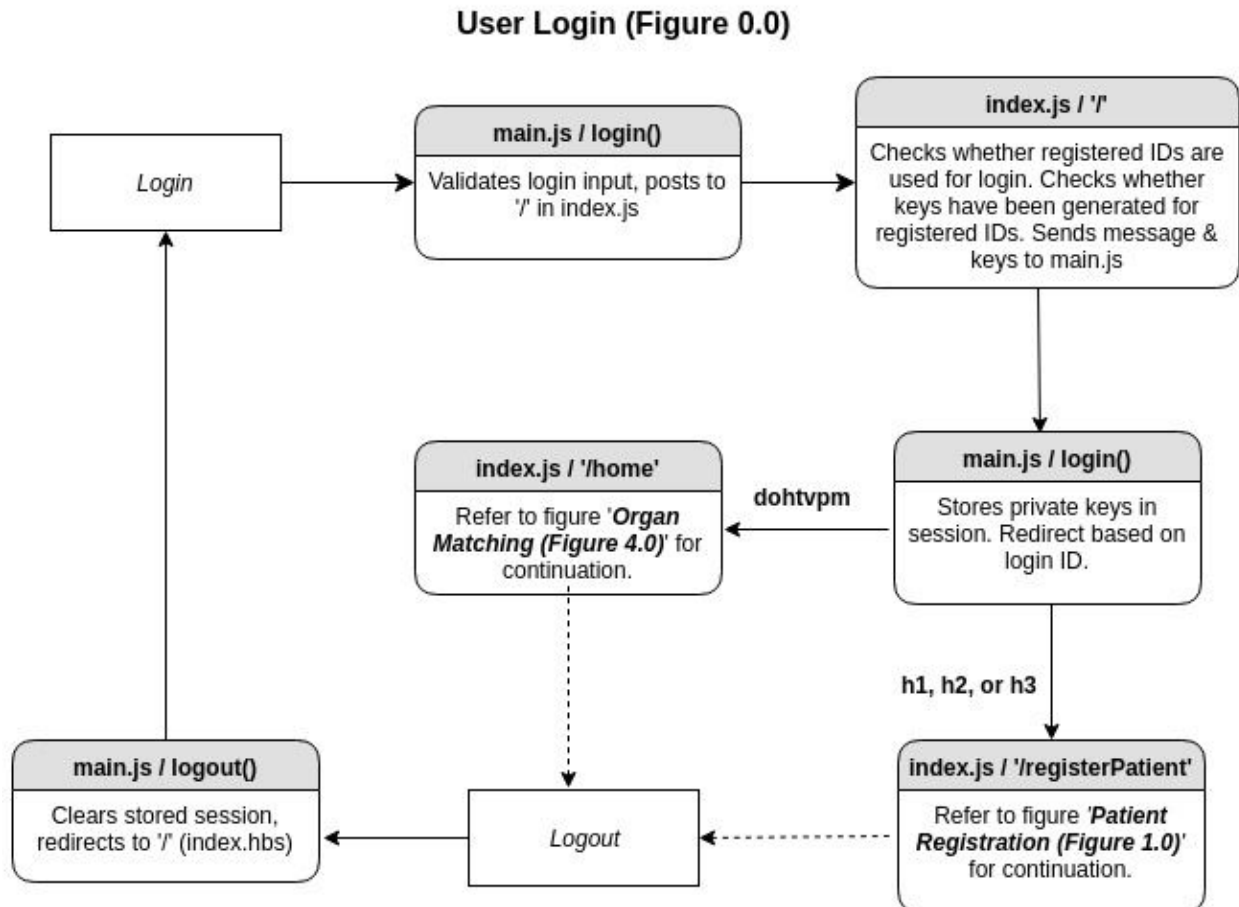 User Login (Figure 0.0)
Login
main.js / login()
Validates login input, posts to
'/' in index.js
index.js / '/'
Checks whether registered IDs are
used for login. Checks whether
keys have been generated for
registered IDs. Sends message &
keys to main.js
main.js / login()
Stores private keys in
session. Redirect based on
login ID.
dohtvpm
index.js / '/home'
Refer to figure 'Organ
Matching (Figure 4.0)' for
continuation.
h1, h2, or h3
index.js / '/registerPatient'
Refer to figure 'Patient
Registration (Figure 1.0)'
for continuation.
Logout
main.js / logout()
Clears stored session,
redirects to '/' (index.hbs)